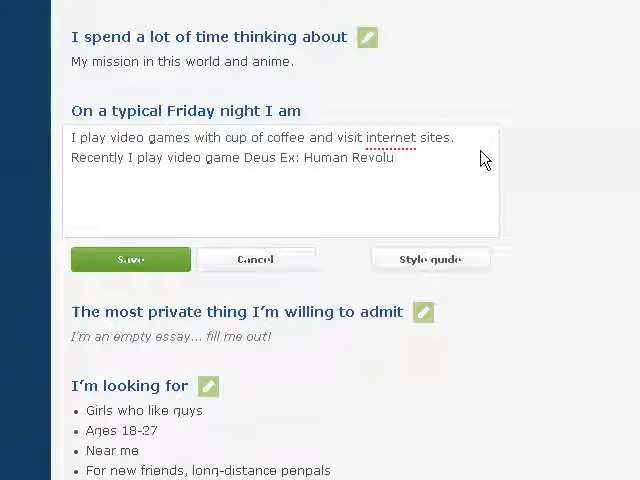 I spend a lot of time thinking about
My mission in this world and anime.
On a typical Friday night I am
I play video games with cup of coffee and visit internet sites.
Recently I play video game Deus Ex: Human Revolu
Save Cancel Style guide
The most private thing I'm willing to admit
I'm an empty essay... fill me out!
I'm looking for
• Girls who like guys
• Ages 18-27
• Near me
• For new friends, long-distance penpals